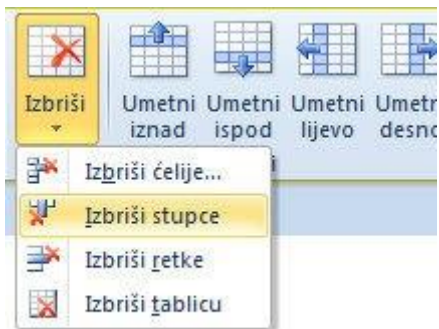 Izbriši
Umetni iznad
Umetni ispod
Umetni lijevo
Izbriši ćelije...
Izbriši stupce
Izbriši retke
Izbriši tablicu